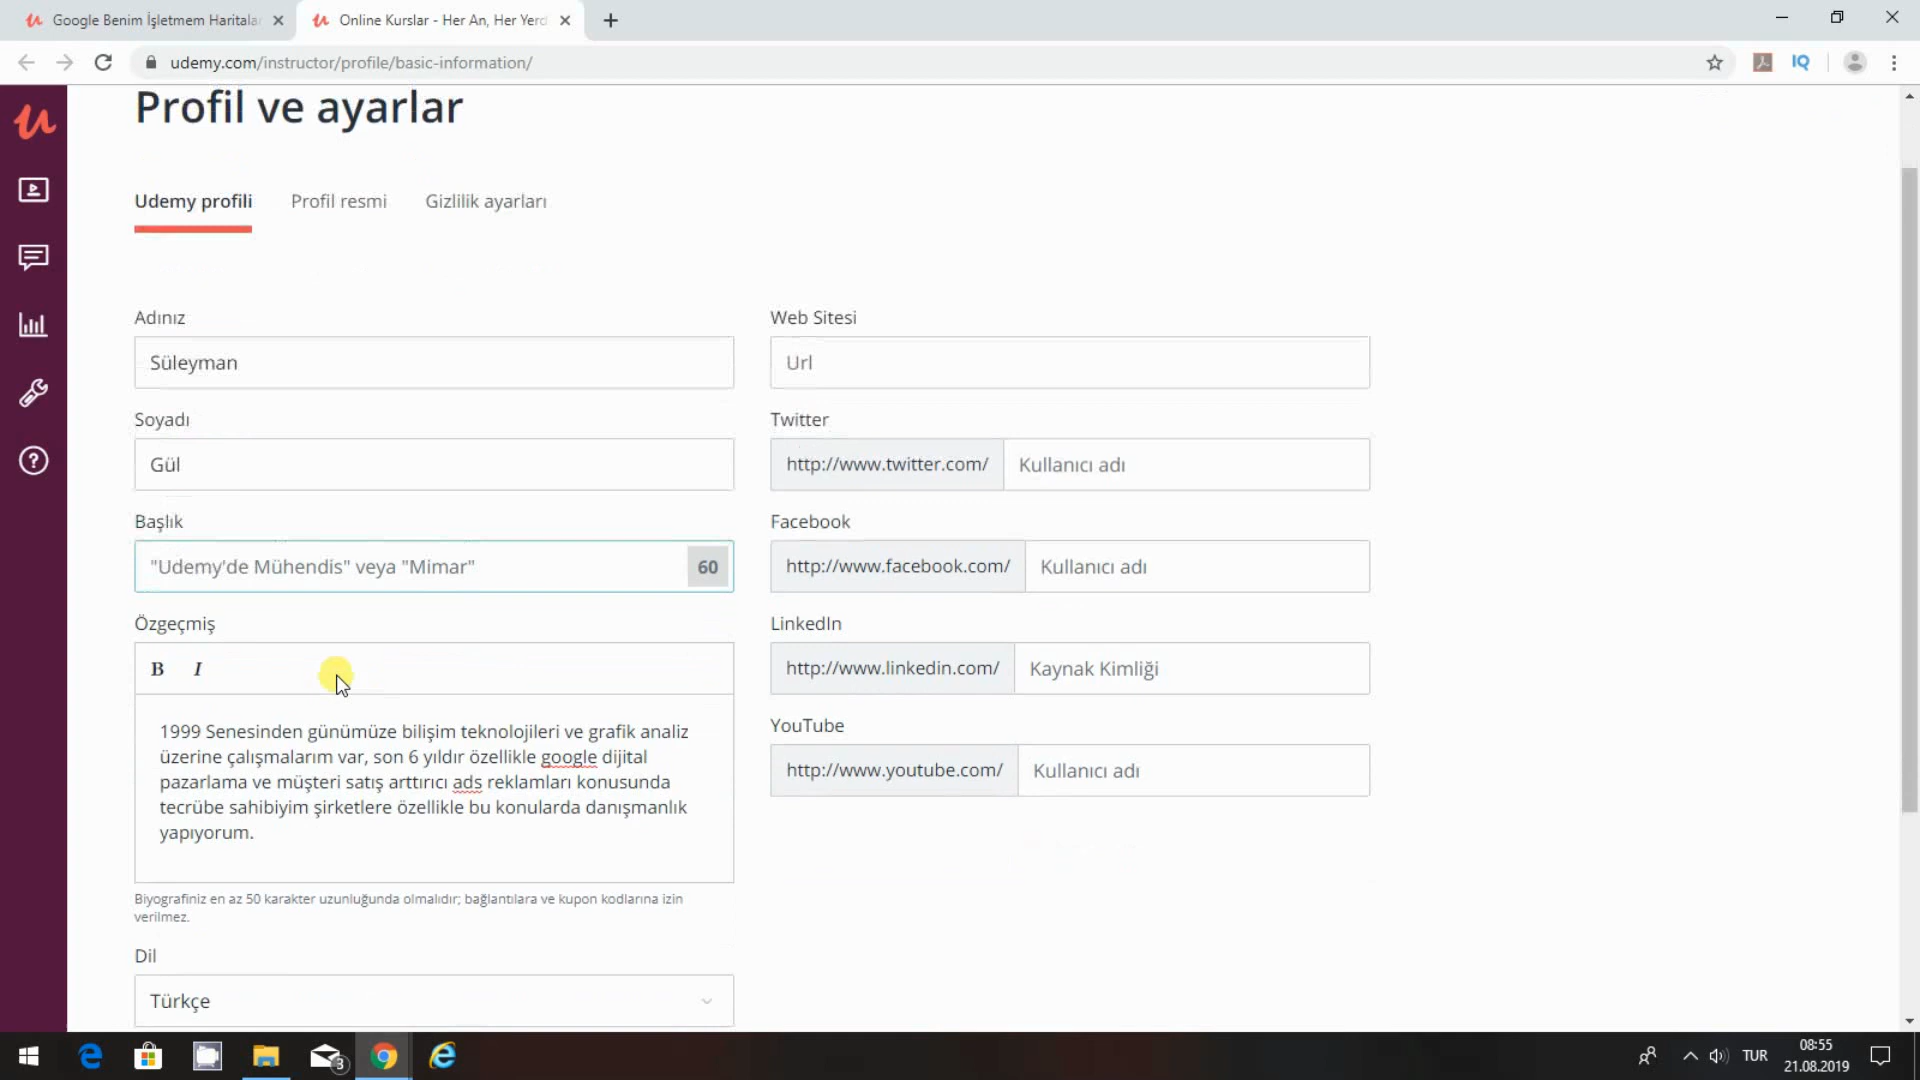 Google Benim İşletmem Haritalar
Online Kurslar - Her An, Her Yerd
udemy.com/instructor/profile/basic-information/
IQ
Profil ve ayarlar
Udemy profili
Profil resmi
Gizlilik ayarları
Adınız
Süleyman
Soyadı
Gül
Başlık
"Udemy'de Mühendis" veya "Mimar"
60
Özgeçmiş
B I
1999 Senesinden günümüze bilişim teknolojileri ve grafik analiz
üzerine çalışmalarım var, son 6 yıldır özellikle google dijital
pazarlama ve müşteri satış arttırıcı ads reklamları konusunda
tecrübe sahibiyim şirketlere özellikle bu konularda danışmanlık
yapıyorum.
Biyografiniz en az 50 karakter uzunluğunda olmalıdır; bağlantılara ve kupon kodlarına izin
verilmez.
Dil
Türkçe
Web Sitesi
Url
Twitter
http://www.twitter.com/ Kullanıcı adı
Facebook
http://www.facebook.com/ Kullanıcı adı
LinkedIn
http://www.linkedin.com/ Kaynak Kimliği
YouTube
http://www.youtube.com/ Kullanıcı adı
3
TUR
08:55
21.08.2019